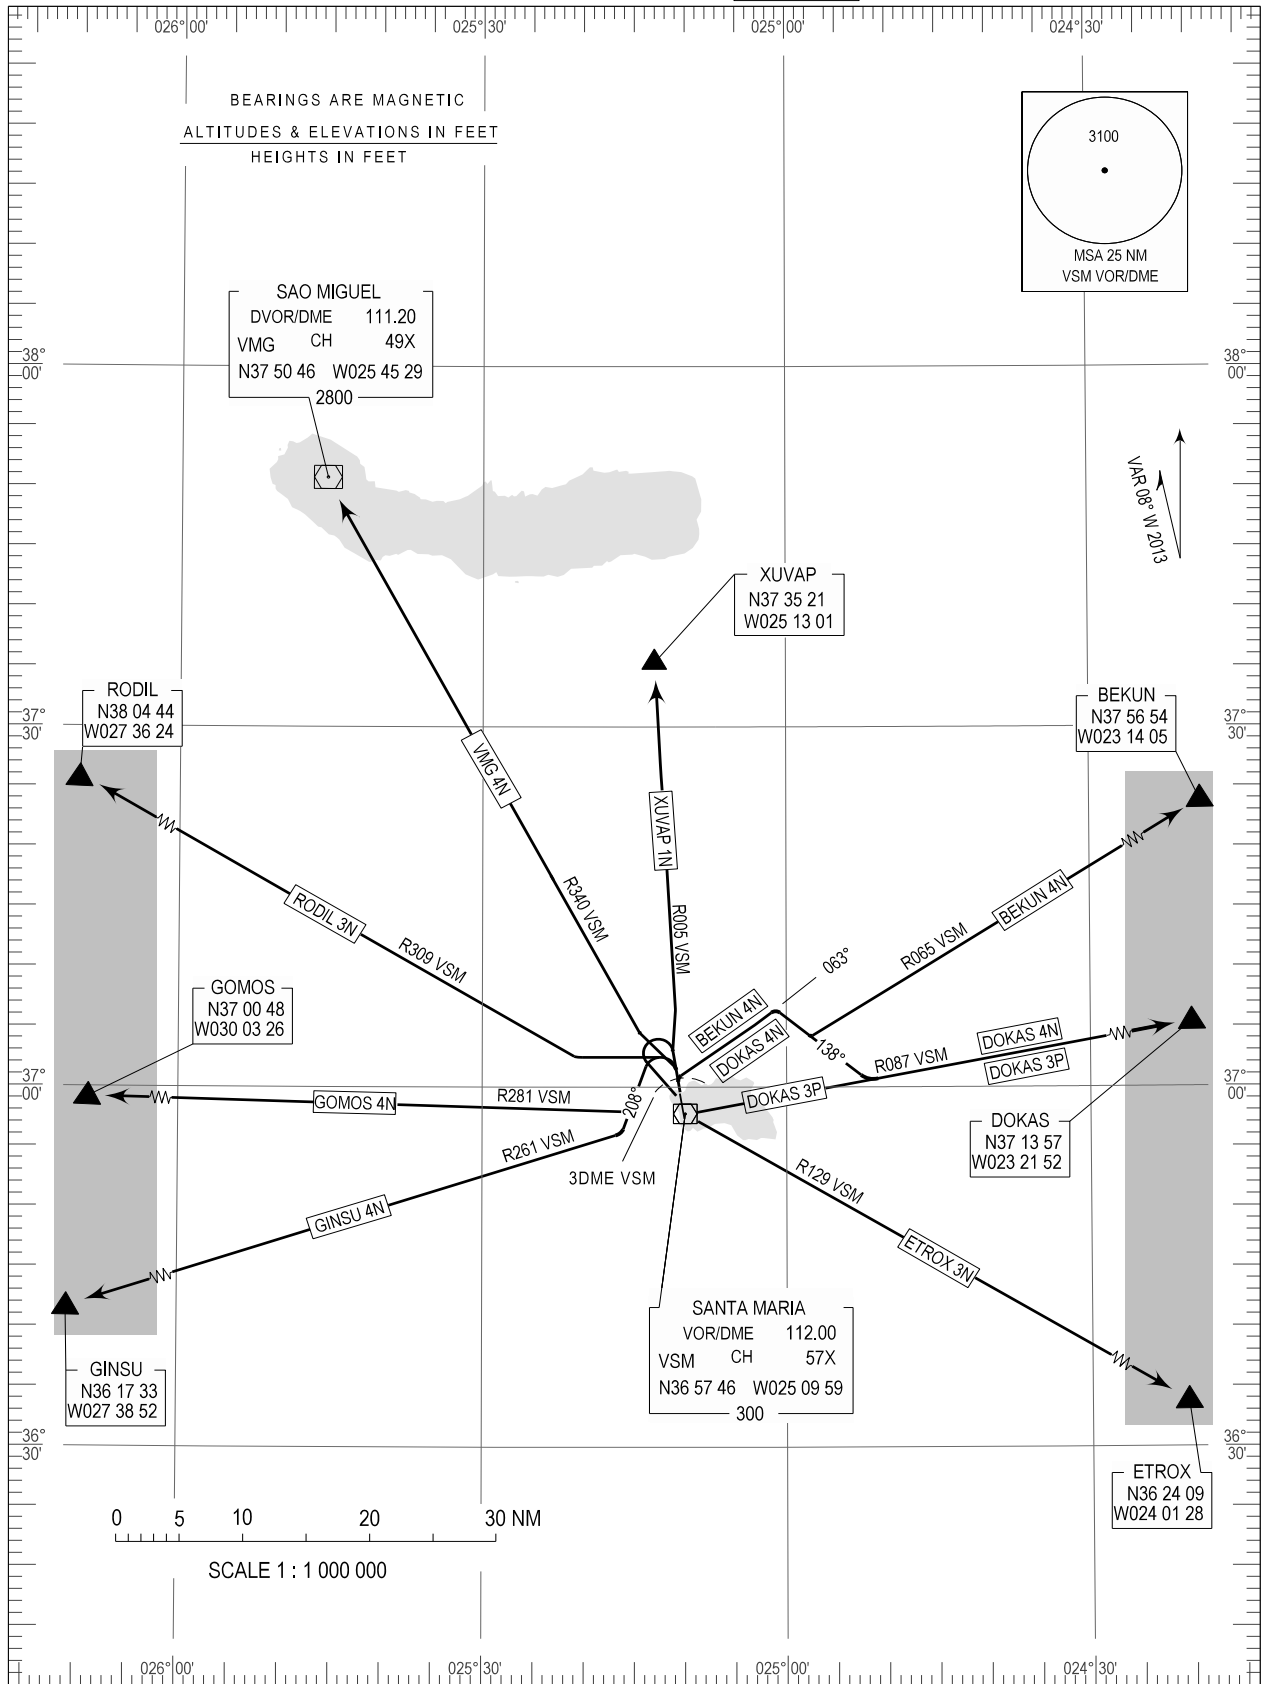 026°00'
025°30'
025°00'
024°30'
BEARINGS ARE MAGNETIC
ALTITUDES & ELEVATIONS IN FEET
HEIGHTS IN FEET
3100
MSA 25 NM
VSM VOR/DME
SAO MIGUEL
DVOR/DME 111.20
VMG CH 49X
N37 50 46 W025 45 29
2800
38°
00'
38°
00'
VAR 08° W 2013
XUVAP
N37 35 21
W025 13 01
RODIL
N38 04 44
W027 36 24
BEKUN
N37 56 54
W023 14 05
37°
30'
37°
30'
VMG 4N
XUVAP 1N
RODIL 3N
BEKUN 4N
R340 VSM
R005 VSM
R309 VSM
R065 VSM
063°
GOMOS
N37 00 48
W030 03 26
BEKUN 4N
DOKAS 4N
138°
R087 VSM
DOKAS 4N
DOKAS 3P
DOKAS 3P
37°
00'
37°
00'
GOMOS 4N
R281 VSM
208°
R261 VSM
3DME VSM
GINSU 4N
DOKAS
N37 13 57
W023 21 52
R129 VSM
ETROX 3N
SANTA MARIA
VOR/DME 112.00
VSM CH 57X
N36 57 46 W025 09 59
300
GINSU
N36 17 33
W027 38 52
36°
30'
36°
30'
ETROX
N36 24 09
W024 01 28
0 5 10 20 30 NM
SCALE 1 : 1 000 000
026°00'
025°30'
025°00'
024°30'